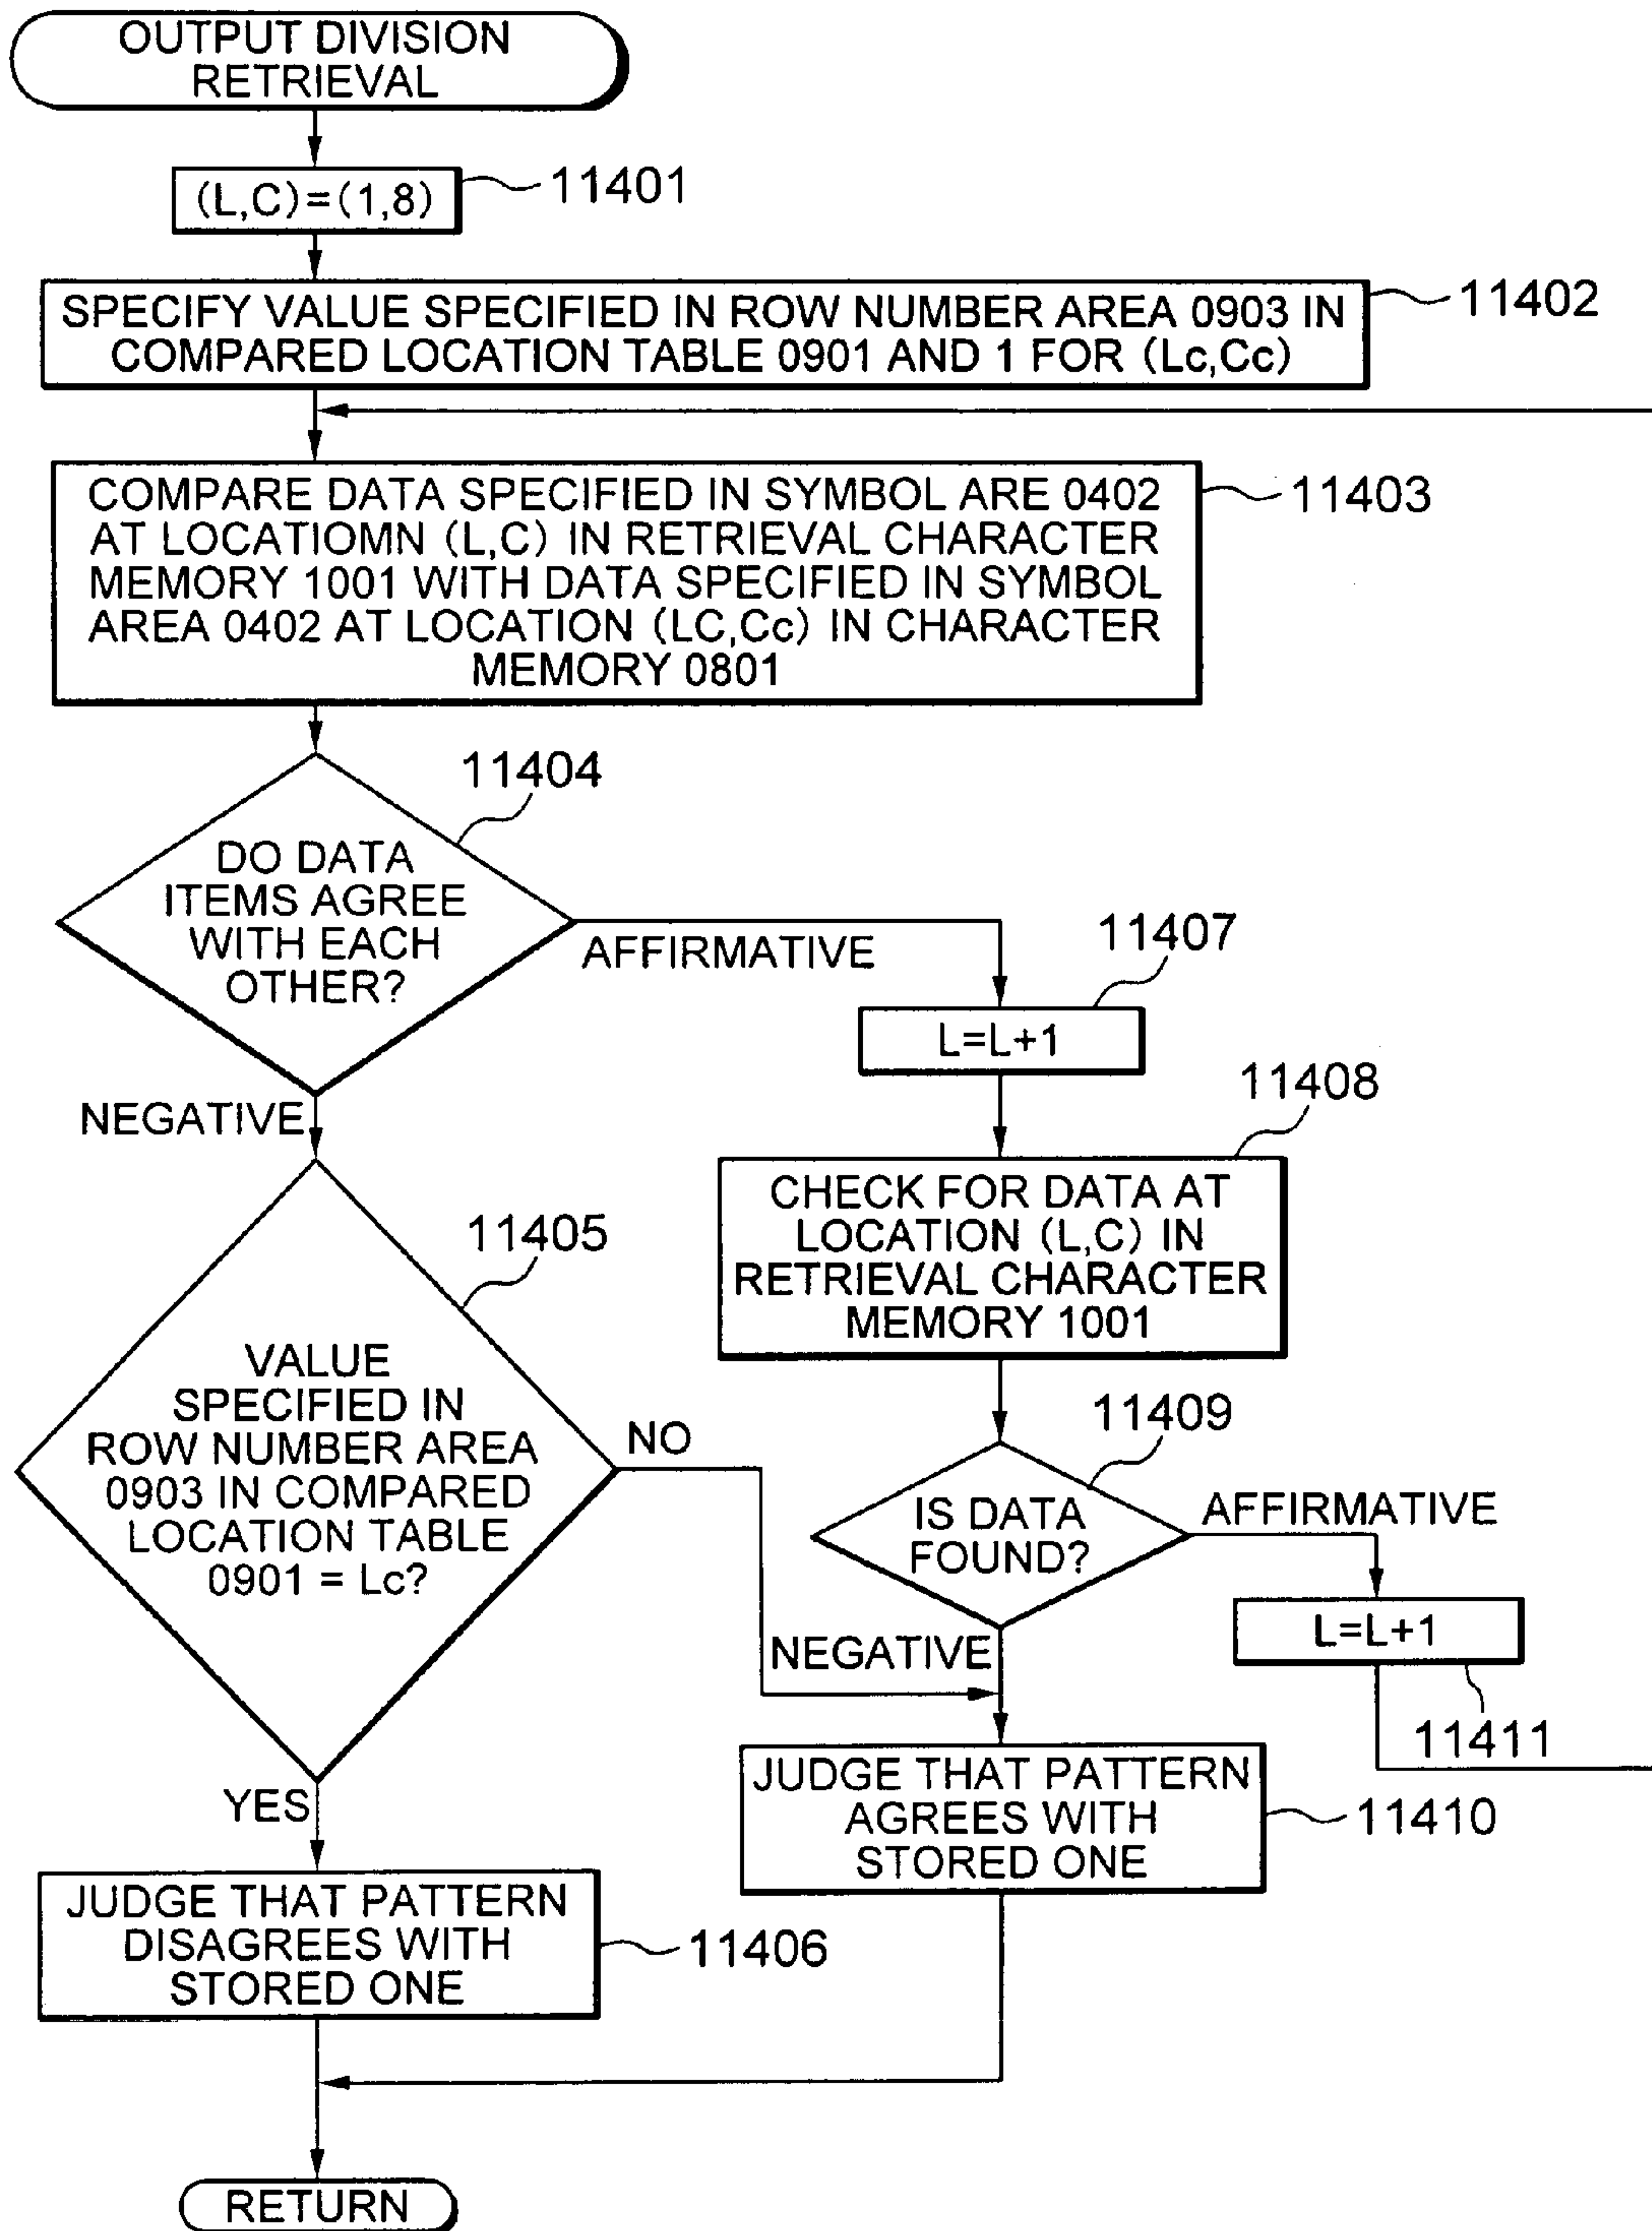 OUTPUT DIVISION
RETRIEVAL
(L,C)=(1,8)
11401
SPECIFY VALUE SPECIFIED IN ROW NUMBER AREA 0903 IN
COMPARED LOCATION TABLE 0901 AND 1 FOR (Lc,Cc)
11402
COMPARE DATA SPECIFIED IN SYMBOL ARE 0402
AT LOCATIOMN (L,C) IN RETRIEVAL CHARACTER
MEMORY 1001 WITH DATA SPECIFIED IN SYMBOL
AREA 0402 AT LOCATION (LC,Cc) IN CHARACTER
MEMORY 0801
11403
11404
DO DATA
ITEMS AGREE
WITH EACH
OTHER?
AFFIRMATIVE
NEGATIVE
11407
L=L+1
11408
CHECK FOR DATA AT
LOCATION (L,C) IN
RETRIEVAL CHARACTER
MEMORY 1001
11405
VALUE
SPECIFIED IN
ROW NUMBER AREA
0903 IN COMPARED
LOCATION TABLE
0901 = Lc?
NO
YES
11409
IS DATA
FOUND?
AFFIRMATIVE
NEGATIVE
L=L+1
11411
JUDGE THAT PATTERN
AGREES WITH
STORED ONE
11410
JUDGE THAT PATTERN
DISAGREES WITH
STORED ONE
11406
RETURN